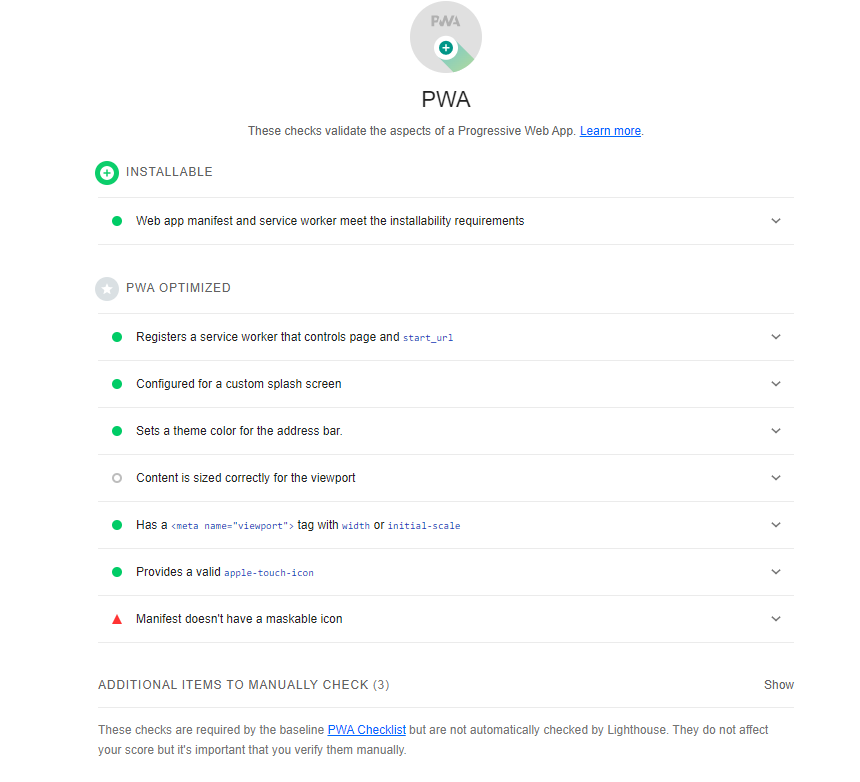 PWA
PWA
These checks validate the aspects of a Progressive Web App. Learn more.
INSTALLABLE
Web app manifest and service worker meet the installability requirements
PWA OPTIMIZED
Registers a service worker that controls page and start_url
Configured for a custom splash screen
Sets a theme color for the address bar.
Content is sized correctly for the viewport
Has a <meta name="viewport"> tag with width or initial-scale
Provides a valid apple-touch-icon
Manifest doesn't have a maskable icon
ADDITIONAL ITEMS TO MANUALLY CHECK (3)
Show
These checks are required by the baseline PWA Checklist but are not automatically checked by Lighthouse. They do not affect
your score but it's important that you verify them manually.